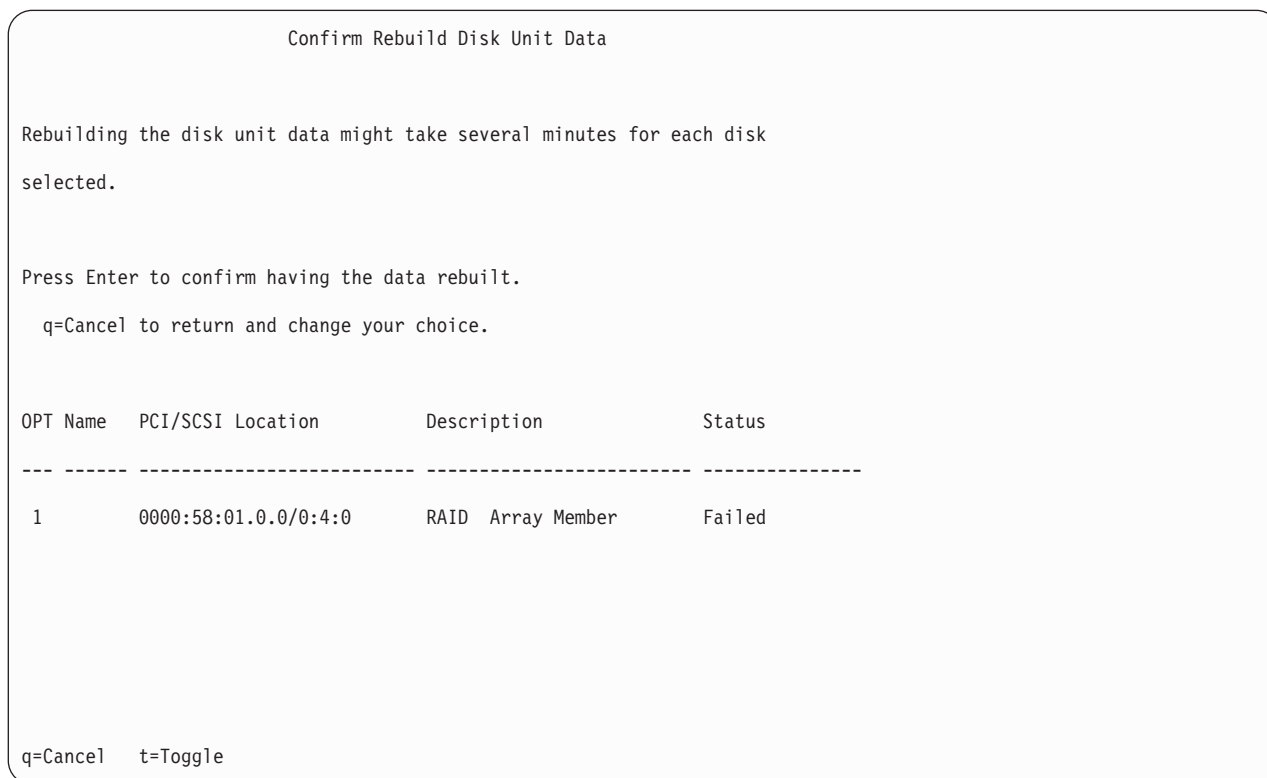 Confirm Rebuild Disk Unit Data
Rebuilding the disk unit data might take several minutes for each disk
selected.
Press Enter to confirm having the data rebuilt.
q=Cancel to return and change your choice.
OPT Name   PCI/SCSI Location          Description               Status
--- ------ -------------------------- ------------------------- ---------------
1         0000:58:01.0.0/0:4:0       RAID  Array Member        Failed
q=Cancel   t=Toggle